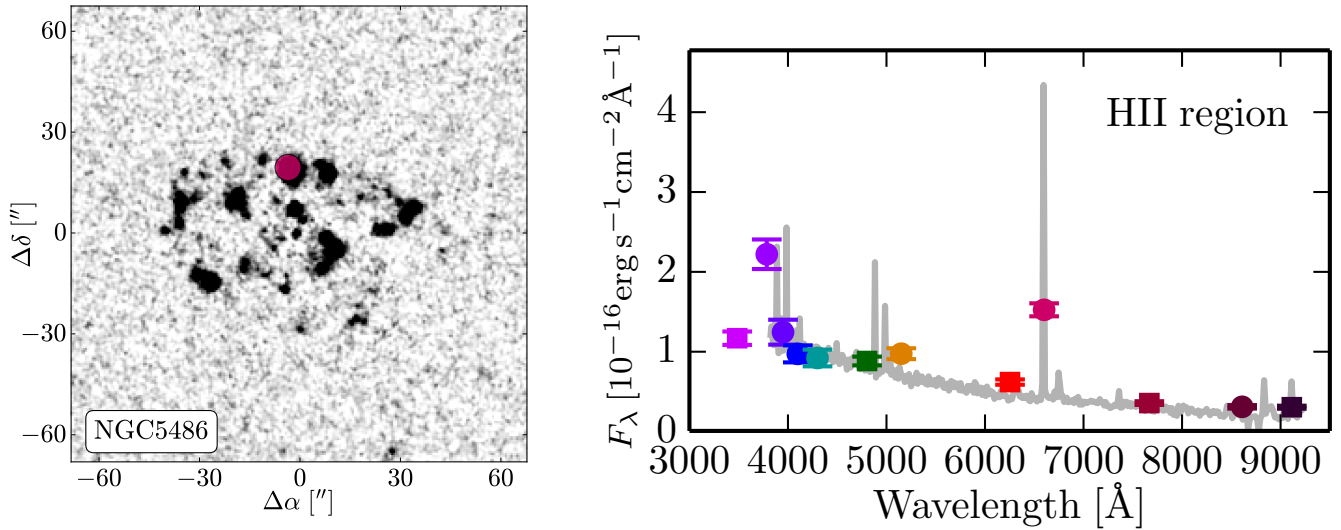 60
30
0
−30
−60
Δδ [′′]
NGC5486
−60 −30 0 30 60
Δα [′′]
HII region
4
3
2
1
0
F_λ [10^−16 erg s^−1 cm^−2 Å^−1]
3000 4000 5000 6000 7000 8000 9000
Wavelength [Å]